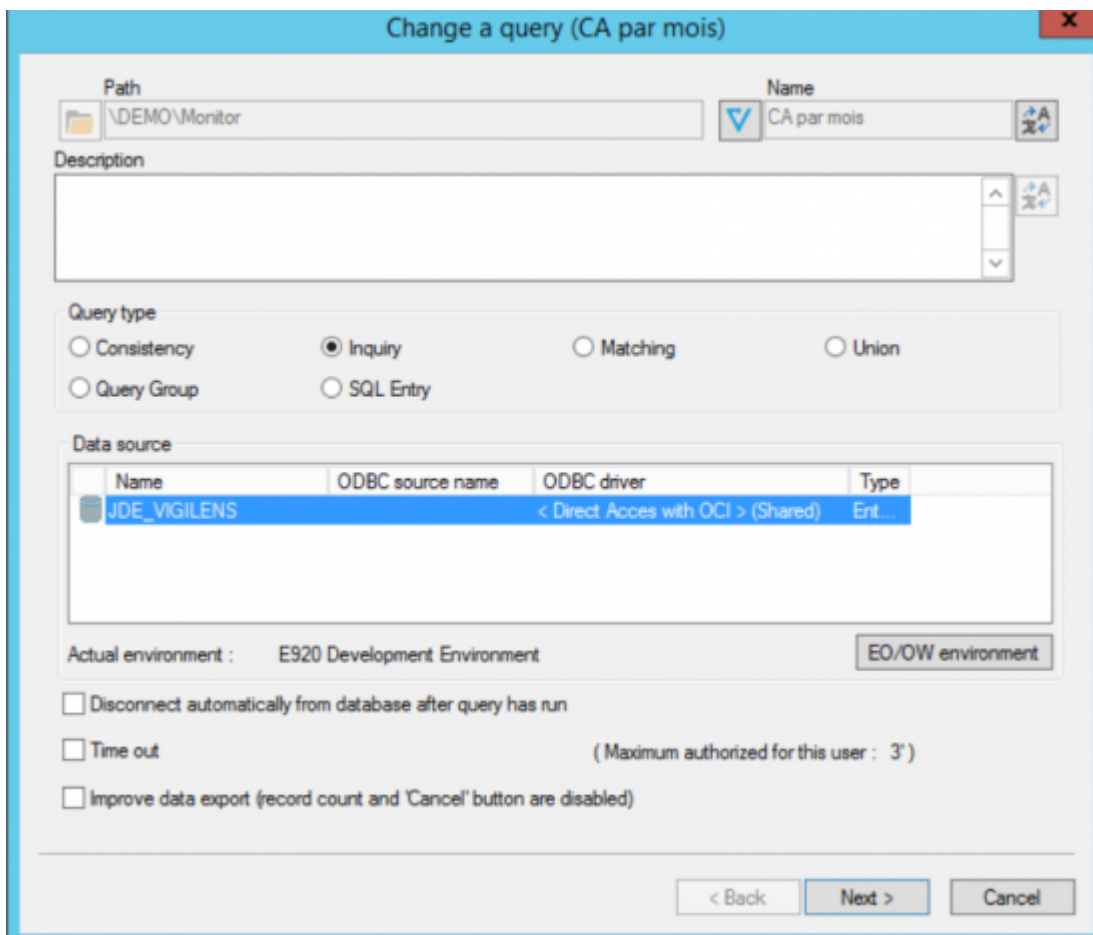 Change a query (CA par mois)
x
Path Name
\DEMO\Monitor CA par mois
Description
Query type
Consistency Inquiry Matching Union
Query Group SQL Entry
Data source
Name ODBC source name ODBC driver Type
JDE_VIGILENS < Direct Acces with OCI > (Shared) Ent...
Actual environment : E920 Development Environment EO/OW environment
Disconnect automatically from database after query has run
Time out ( Maximum authorized for this user : 3' )
Improve data export (record count and 'Cancel' button are disabled)
< Back Next > Cancel